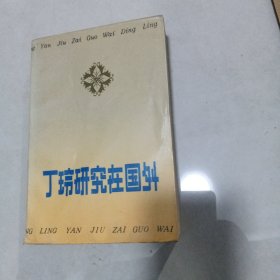 Yan Jiu Zai Guo Wai Ding Ling
丁玲研究在国外
NG LING YAN JIU ZAI GUO WAI